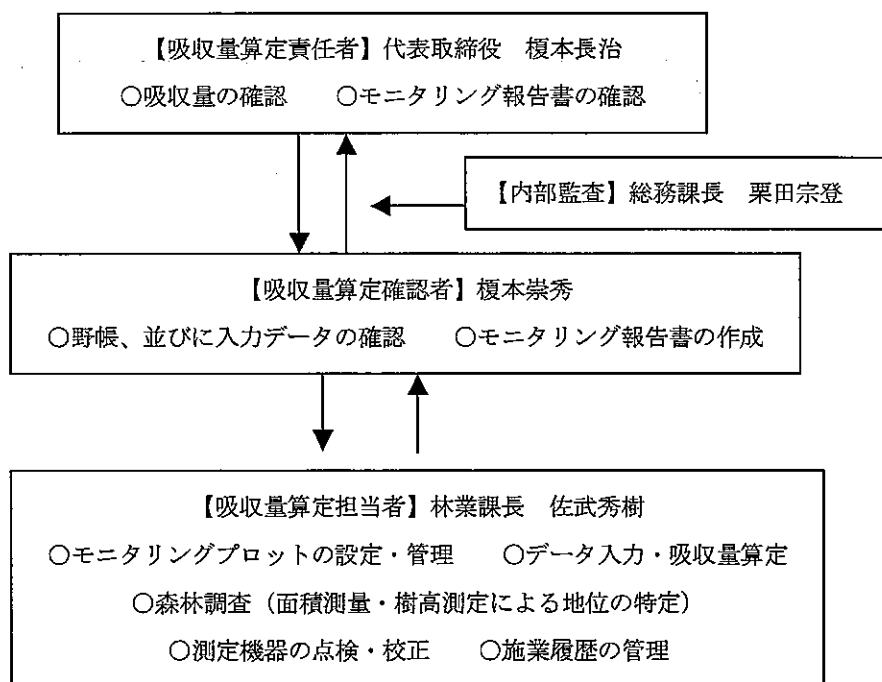 【吸収量算定責任者】代表取締役　榎本長治
○吸収量の確認　　○モニタリング報告書の確認
【内部監査】総務課長　栗田宗登
【吸収量算定確認者】榎本崇秀
○野帳、並びに入力データの確認　　○モニタリング報告書の作成
【吸収量算定担当者】林業課長　佐武秀樹
○モニタリングプロットの設定・管理　　○データ入力・吸収量算定
○森林調査（面積測量・樹高測定による地位の特定）
○測定機器の点検・校正　　○施業履歴の管理